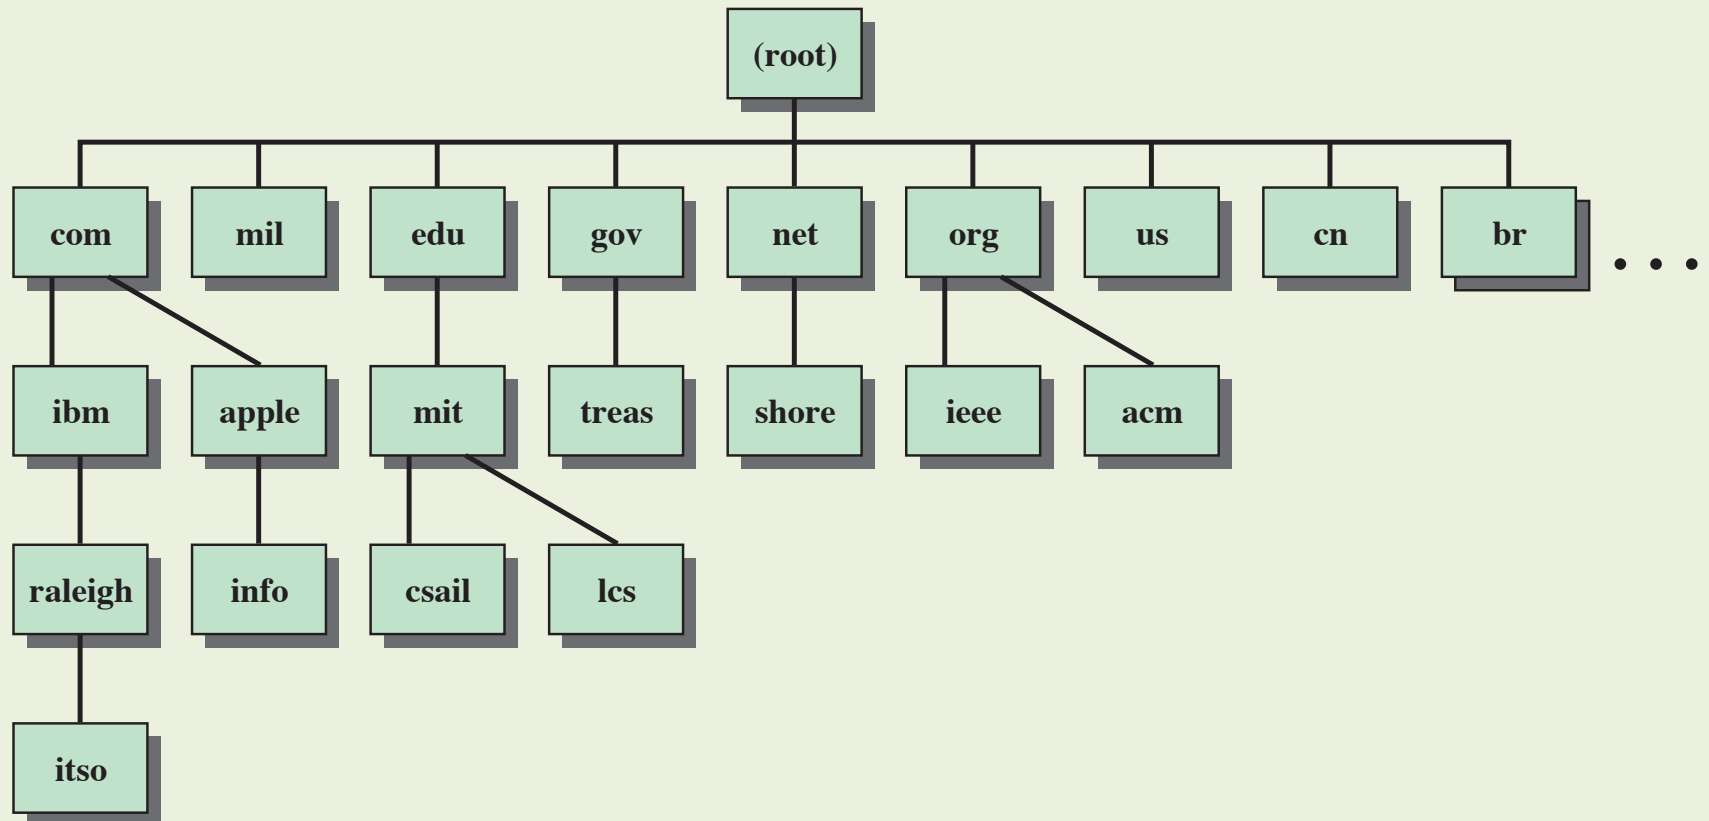 (root)
com mil edu gov net org us cn br • • •
ibm apple mit treas shore ieee acm
raleigh info csail lcs
itso